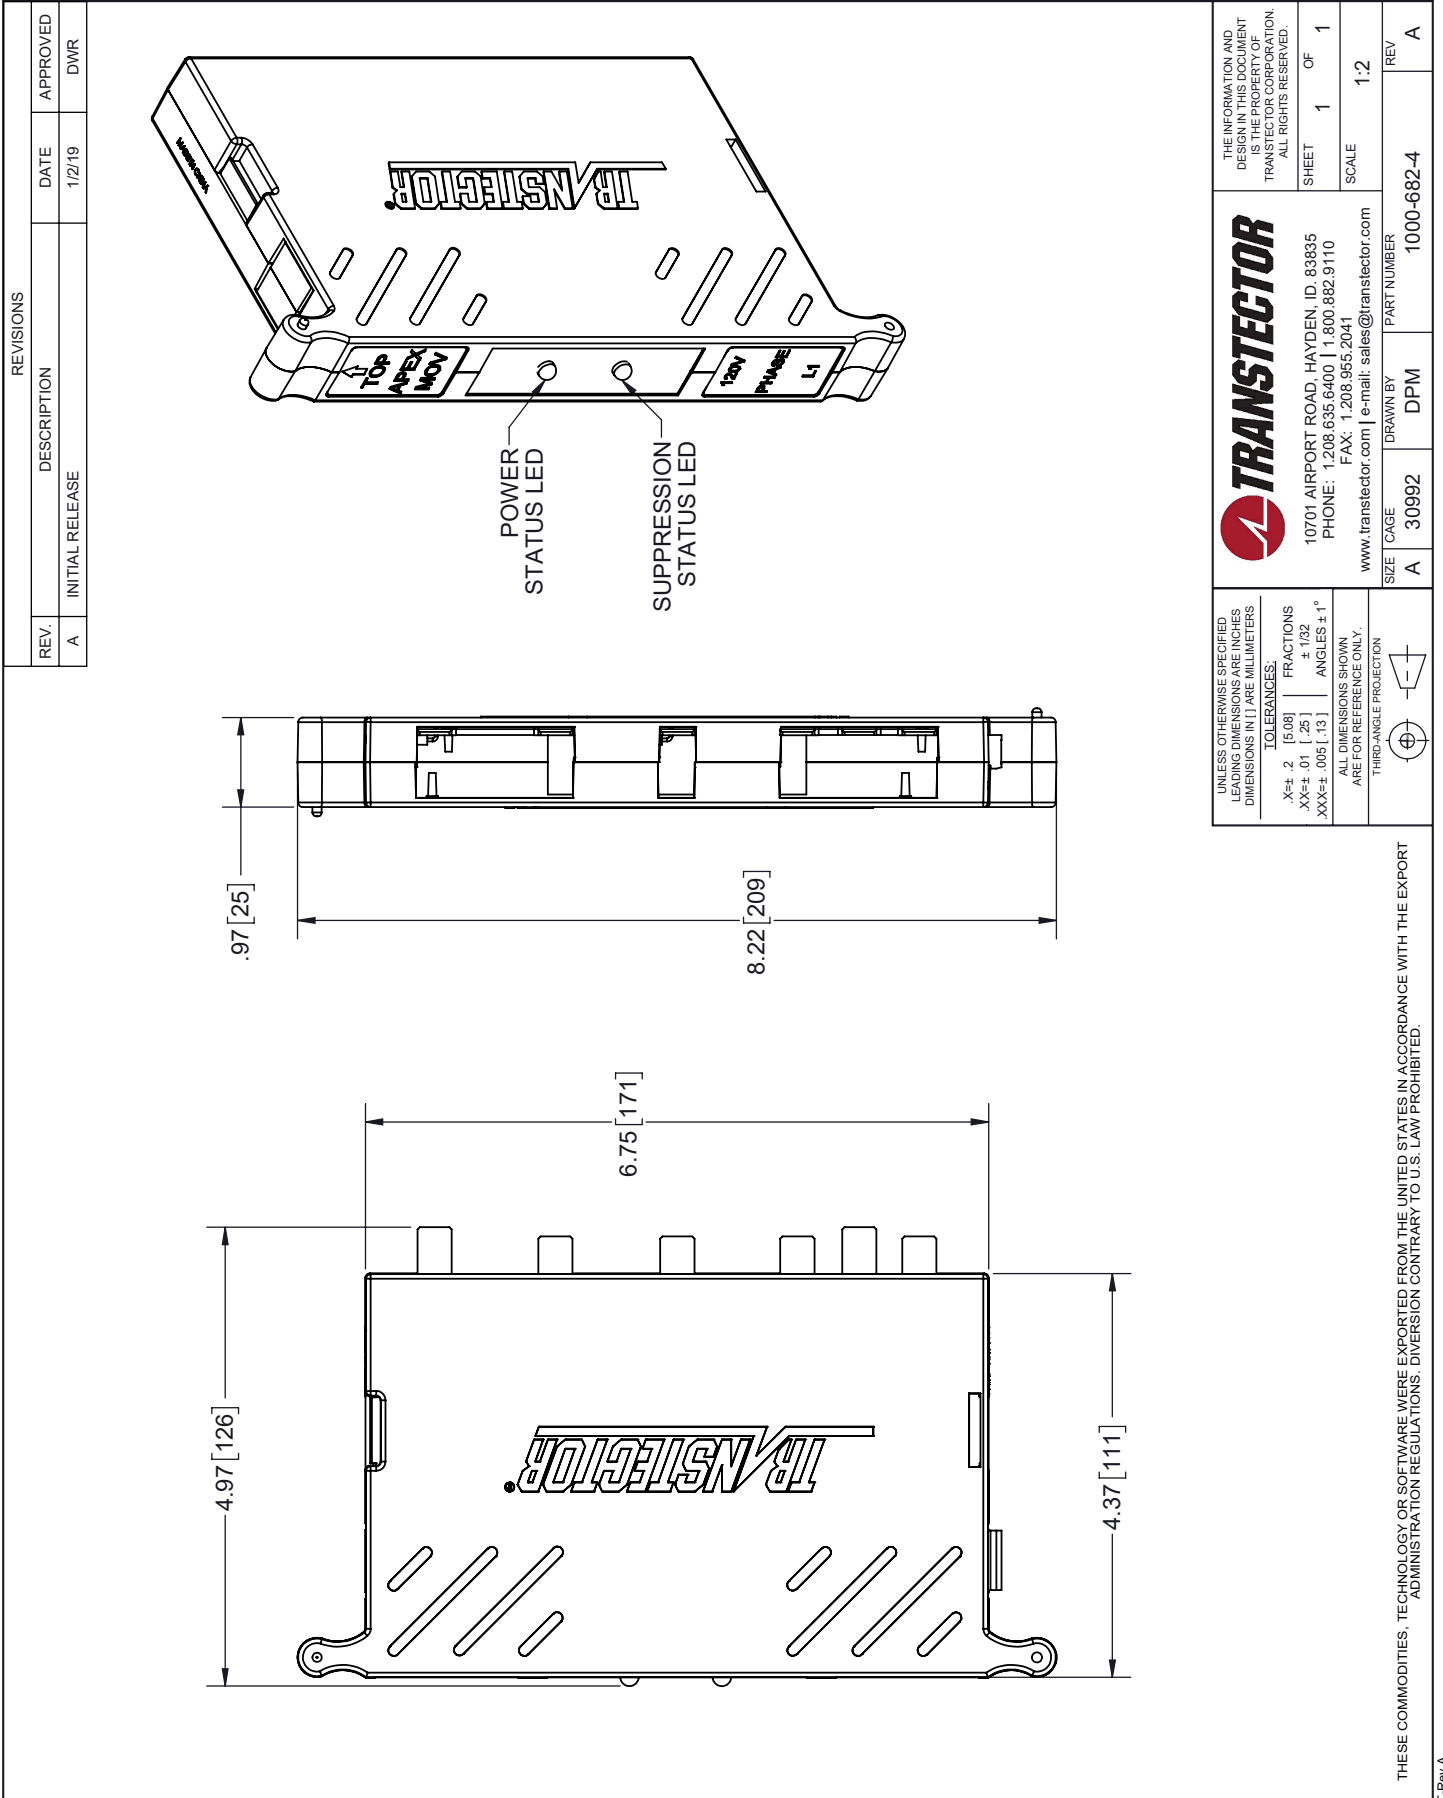 REVISIONS
REV. DESCRIPTION DATE APPROVED
A INITIAL RELEASE 1/2/19 DWR
TOP
APEX
MOV
120V
PHASE
L1
TRANSTECTOR®
POWER
STATUS LED
SUPPRESSION
STATUS LED
.97 [25]
8.22 [209]
4.97 [126]
6.75 [171]
4.37 [111]
TRANSTECTOR®
UNLESS OTHERWISE SPECIFIED
LEADING DIMENSIONS ARE INCHES
DIMENSIONS IN [ ] ARE MILLIMETERS
TOLERANCES:
.X=± .2 [5.08] FRACTIONS
.XX=± .01 [.25] ± 1/32
.XXX=± .005 [.13] ANGLES ± 1°
ALL DIMENSIONS SHOWN
ARE FOR REFERENCE ONLY.
THIRD-ANGLE PROJECTION
TRANSTECTOR
10701 AIRPORT ROAD, HAYDEN, ID. 83835
PHONE: 1.208.635.6400 | 1.800.882.9110
FAX: 1.208.955.2041
www.transtector.com | e-mail: sales@transtector.com
THE INFORMATION AND
DESIGN IN THIS DOCUMENT
IS THE PROPERTY OF
TRANSTECTOR CORPORATION.
ALL RIGHTS RESERVED.
SHEET 1 OF 1
SCALE 1:2
SIZE A
CAGE 30992
DRAWN BY DPM
PART NUMBER 1000-682-4
REV A
THESE COMMODITIES, TECHNOLOGY OR SOFTWARE WERE EXPORTED FROM THE UNITED STATES IN ACCORDANCE WITH THE EXPORT
ADMINISTRATION REGULATIONS. DIVERSION CONTRARY TO U.S. LAW PROHIBITED.
Rev A